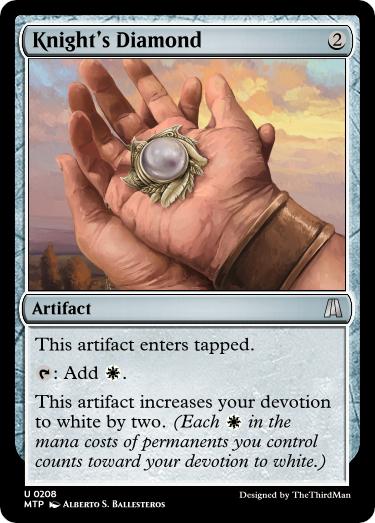 Knight's Diamond 2
Artifact
This artifact enters tapped.
: Add .
This artifact increases your devotion
to white by two. (Each in the
mana costs of permanents you control
counts toward your devotion to white.)
U 0208
MTP Alberto S. Ballesteros
Designed by TheThirdMan